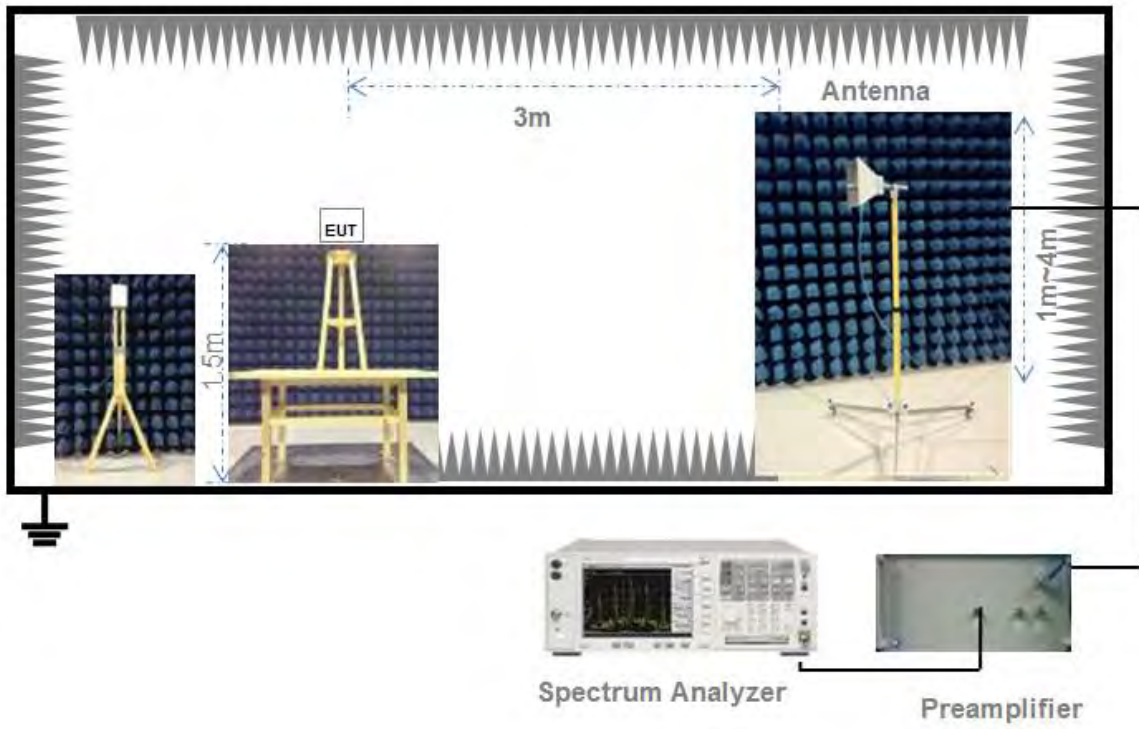 Antenna
3m
EUT
1.5m
1m~4m
Spectrum Analyzer
Preamplifier